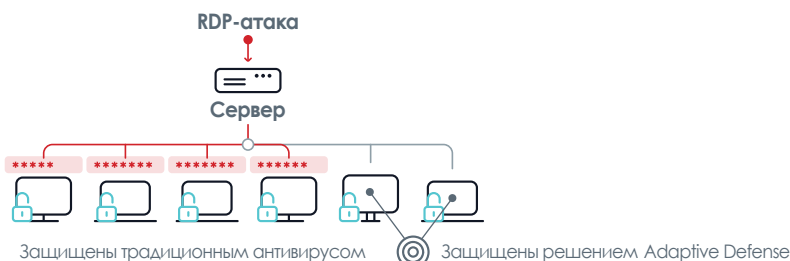 RDP-атака
Сервер
***** ******* ******* ******
Защищены традиционным антивирусом Защищены решением Adaptive Defense